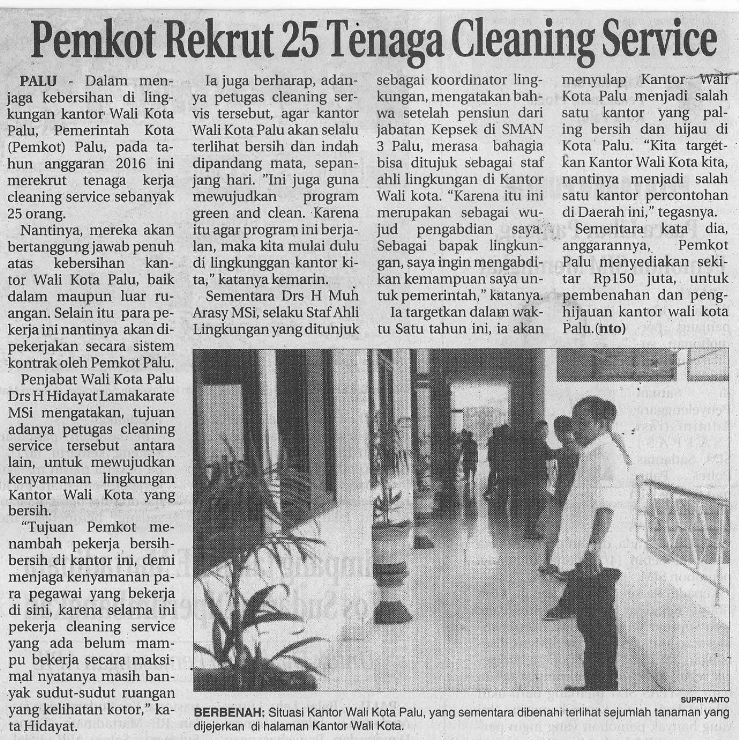 Pemkot Rekrut 25 Tenaga Cleaning Service
PALU - Dalam men-
jaga kebersihan di ling-
kungan kantor Wali Kota
Palu, Pemerintah Kota
(Pemkot) Palu, pada ta-
hun anggaran 2016 ini
merekrut tenaga kerja
cleaning service sebanyak
25 orang.
Nantinya, mereka akan
bertanggung jawab penuh
atas kebersihan kan-
tor Wali Kota Palu, baik
dalam maupun luar ru-
angan. Selain itu para pe-
kerja ini nantinya akan di-
pekerjakan secara sistem
kontrak oleh Pemkot Palu.
Penjabat Wali Kota Palu
Drs H Hidayat Lamakarate
MSi mengatakan, tujuan
adanya petugas cleaning
service tersebut antara
lain, untuk mewujudkan
kenyamanan lingkungan
Kantor Wali Kota yang
bersih.
"Tujuan Pemkot me-
nambah pekerja bersih-
bersih di kantor ini, demi
menjaga kenyamanan pa-
ra pegawai yang bekerja
di sini, karena selama ini
pekerja cleaning service
yang ada belum mam-
pu bekerja secara maksi-
mal nyatanya masih ban-
yak sudut-sudut ruangan
yang kelihatan kotor," ka-
ta Hidayat.
Ia juga berharap, adan-
ya petugas cleaning ser-
vis tersebut, agar kantor
Wali Kota Palu akan selalu
terlihat bersih dan indah
dipandang mata, sepan-
jang hari. "Ini juga guna
mewujudkan program
green and clean. Karena
itu agar program ini berja-
lan, maka kita mulai dulu
di lingkunggan kantor ki-
ta," katanya kemarin.
Sementara Drs H Muh
Arasy MSi, selaku Staf Ahli
Lingkungan yang ditunjuk
sebagai koordinator ling-
kungan, mengatakan bah-
wa setelah pensiun dari
jabatan Kepsek di SMAN
3 Palu, merasa bahagia
bisa ditujuk sebagai staf
ahli lingkungan di Kantor
Wali kota. "Karena itu ini
merupakan sebagai wu-
jud pengabdian saya.
Sebagai bapak lingkun-
gan, saya ingin mengabdi-
kan kemampuan saya un-
tuk pemerintah," katanya.
Ia targetkan dalam wak-
tu Satu tahun ini, ia akan
menyulap Kantor Wali
Kota Palu menjadi salah
satu kantor yang pal-
ing bersih dan hijau di
Kota Palu. "Kita target-
kan Kantor Wali Kota kita,
nantinya menjadi salah
satu kantor percontohan
di Daerah ini," tegasnya.
Sementara kata dia,
anggarannya, Pemkot
Palu menyediakan seki-
tar Rp150 juta, untuk
pembenahan dan peng-
hijauan kantor wali kota
Palu.(nto)
SUPRIYANTO
BERBENAH: Situasi Kantor Wali Kota Palu, yang sementara dibenahi terlihat sejumlah tanaman yang
dijejerkan di halaman Kantor Wali Kota.